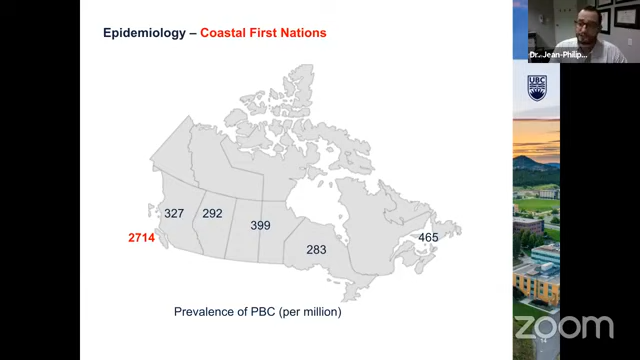 Epidemiology – Coastal First Nations
Dr. Jean-Philip...
UBC
327
292
399
2714
283
465
Prevalence of PBC (per million)
zoom
14